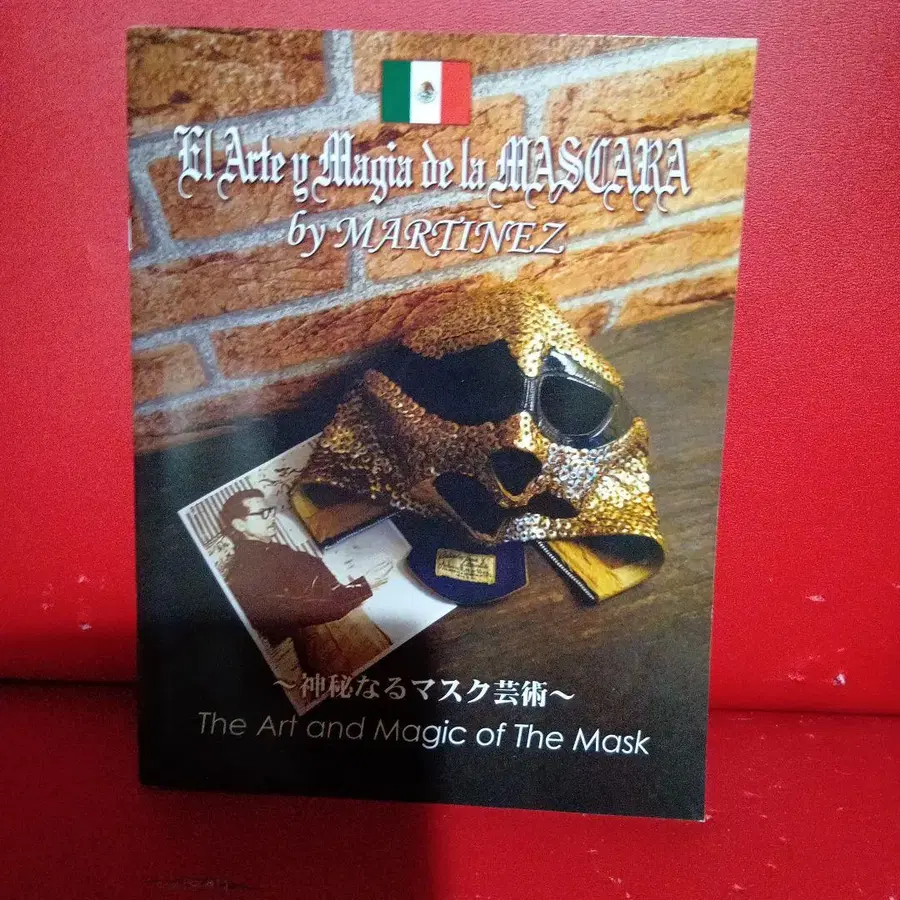 El Arte y Magia de la MASCARA
by MARTINEZ
～神秘なるマスク芸術～
The Art and Magic of The Mask